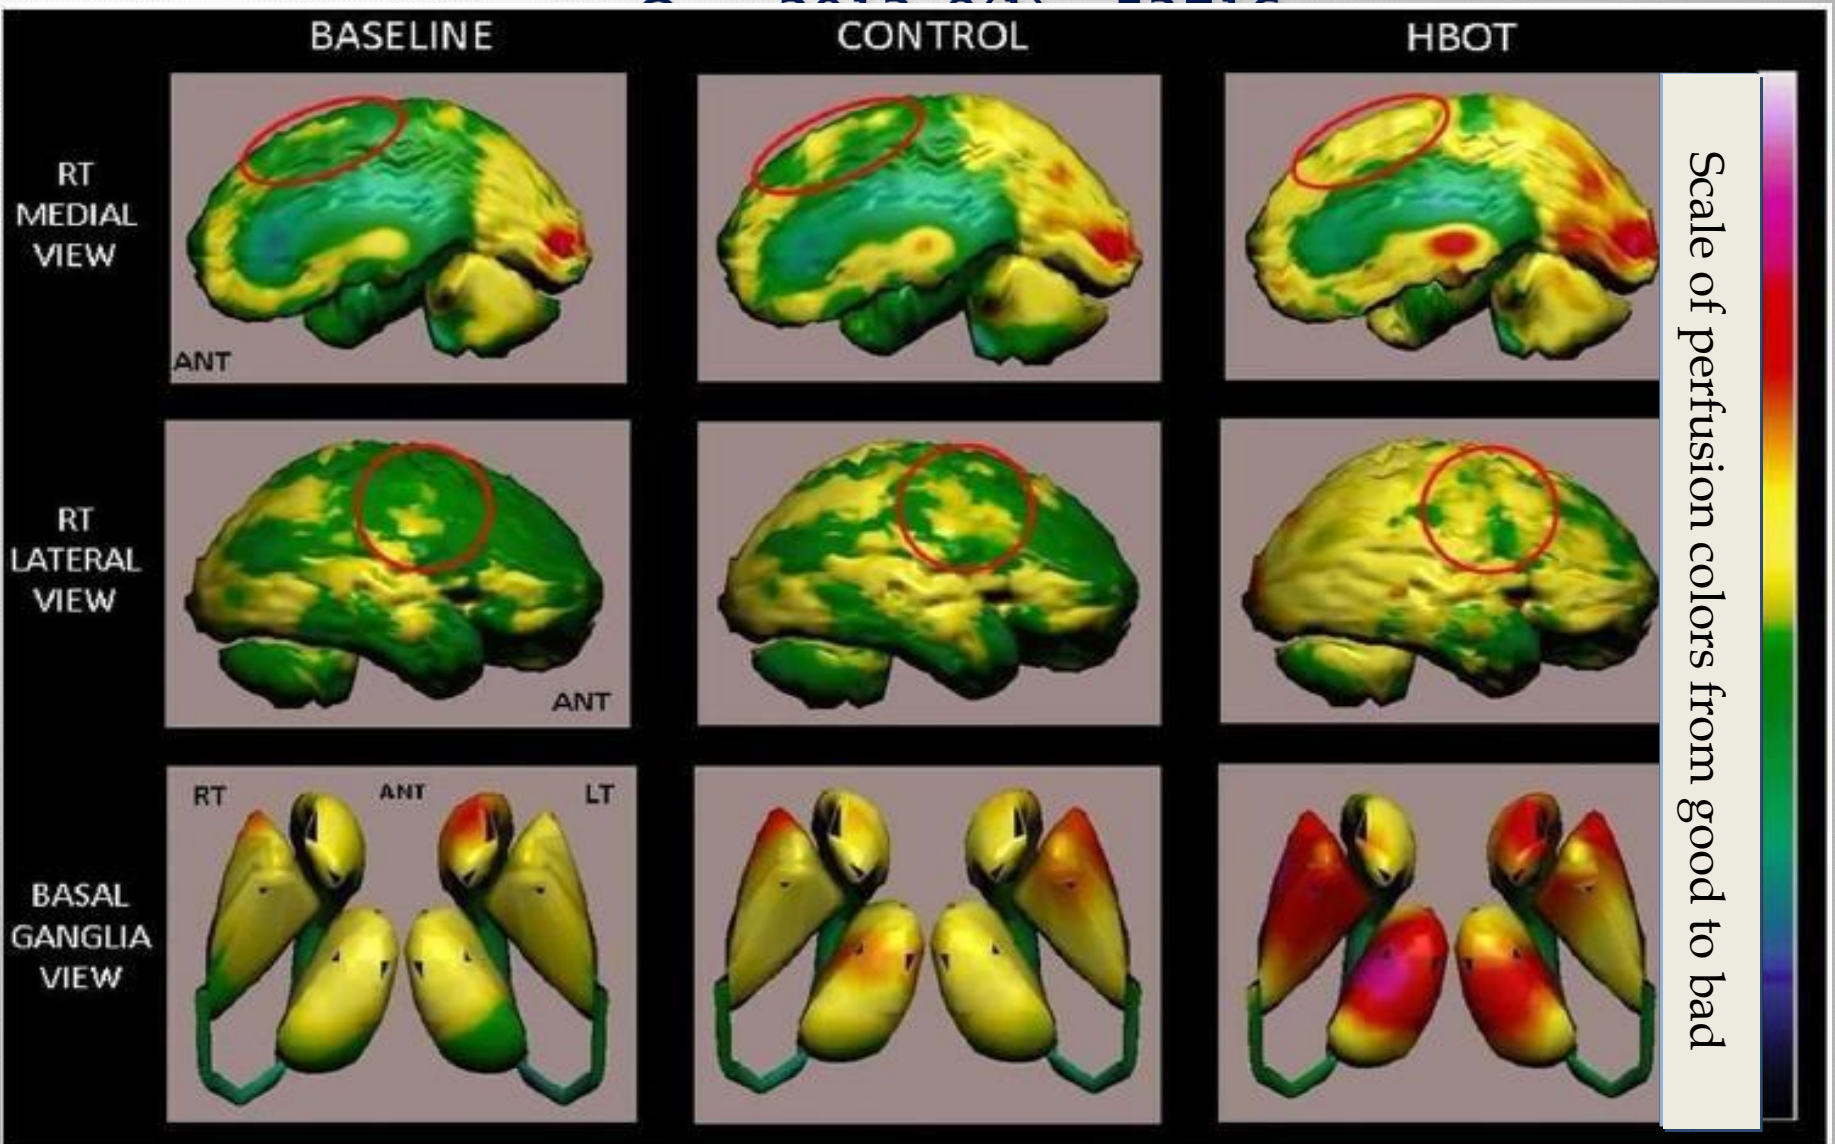 BASELINE
CONTROL
HBOT
RT
MEDIAL
VIEW
ANT
RT
LATERAL
VIEW
ANT
RT
ANT
LT
BASAL
GANGLIA
VIEW
Scale of perfusion colors from good to bad